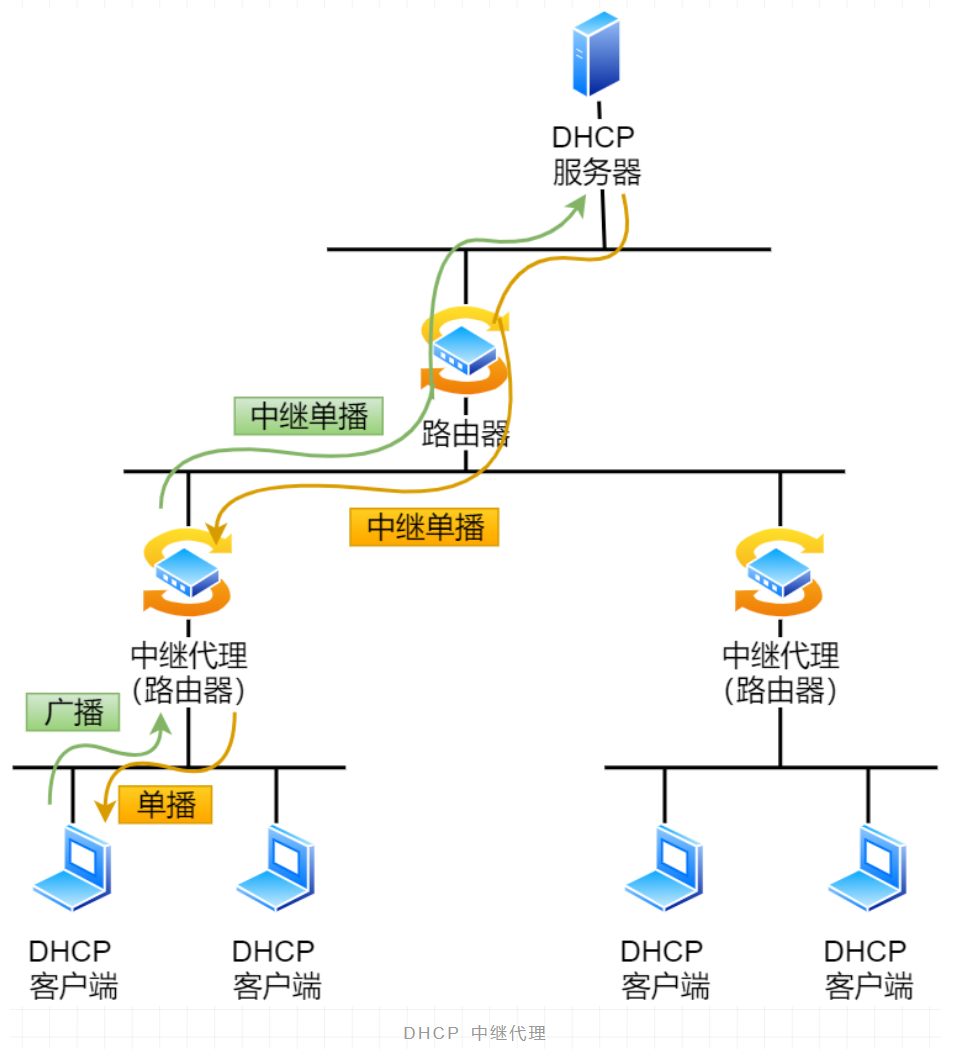 DHCP
服务器
中继单播
路由器
中继单播
中继代理
（路由器）
中继代理
（路由器）
广播
单播
DHCP
客户端
DHCP
客户端
DHCP
客户端
DHCP
客户端
DHCP 中继代理